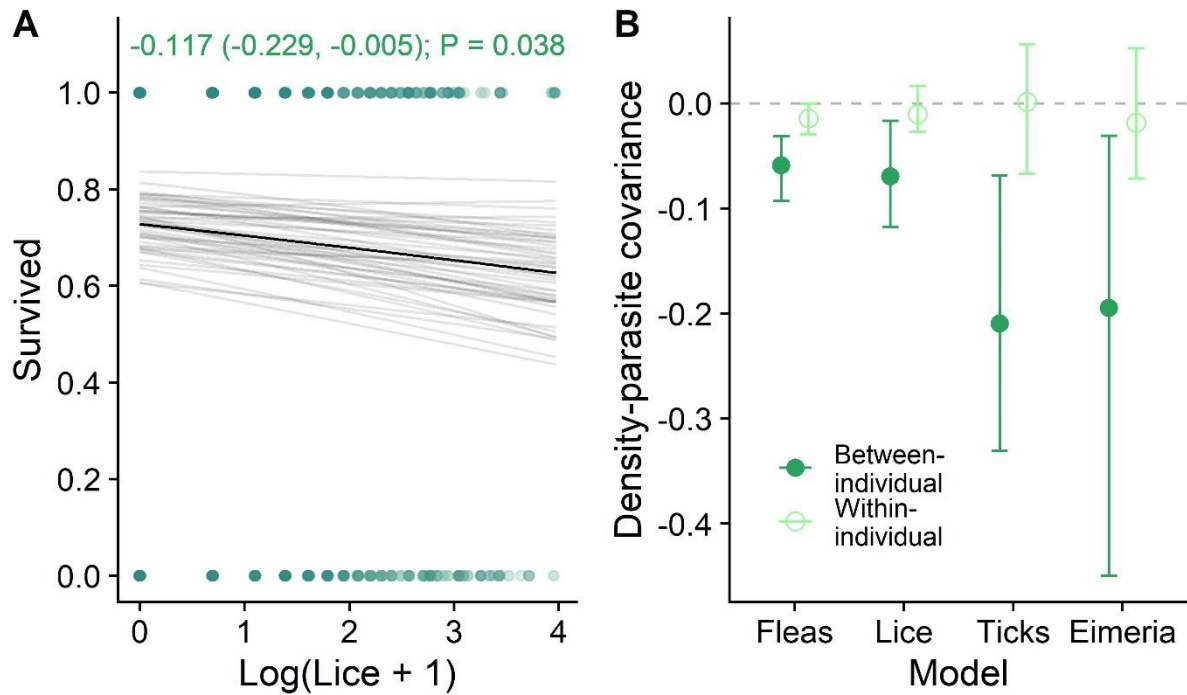 A
-0.117 (-0.229, -0.005); P = 0.038
1.0
0.8
0.6
0.4
0.2
0.0
Survived
0 1 2 3 4
Log(Lice + 1)
B
0.0
-0.1
-0.2
-0.3
-0.4
Density-parasite covariance
Between-
individual
Within-
individual
Fleas Lice Ticks Eimeria
Model